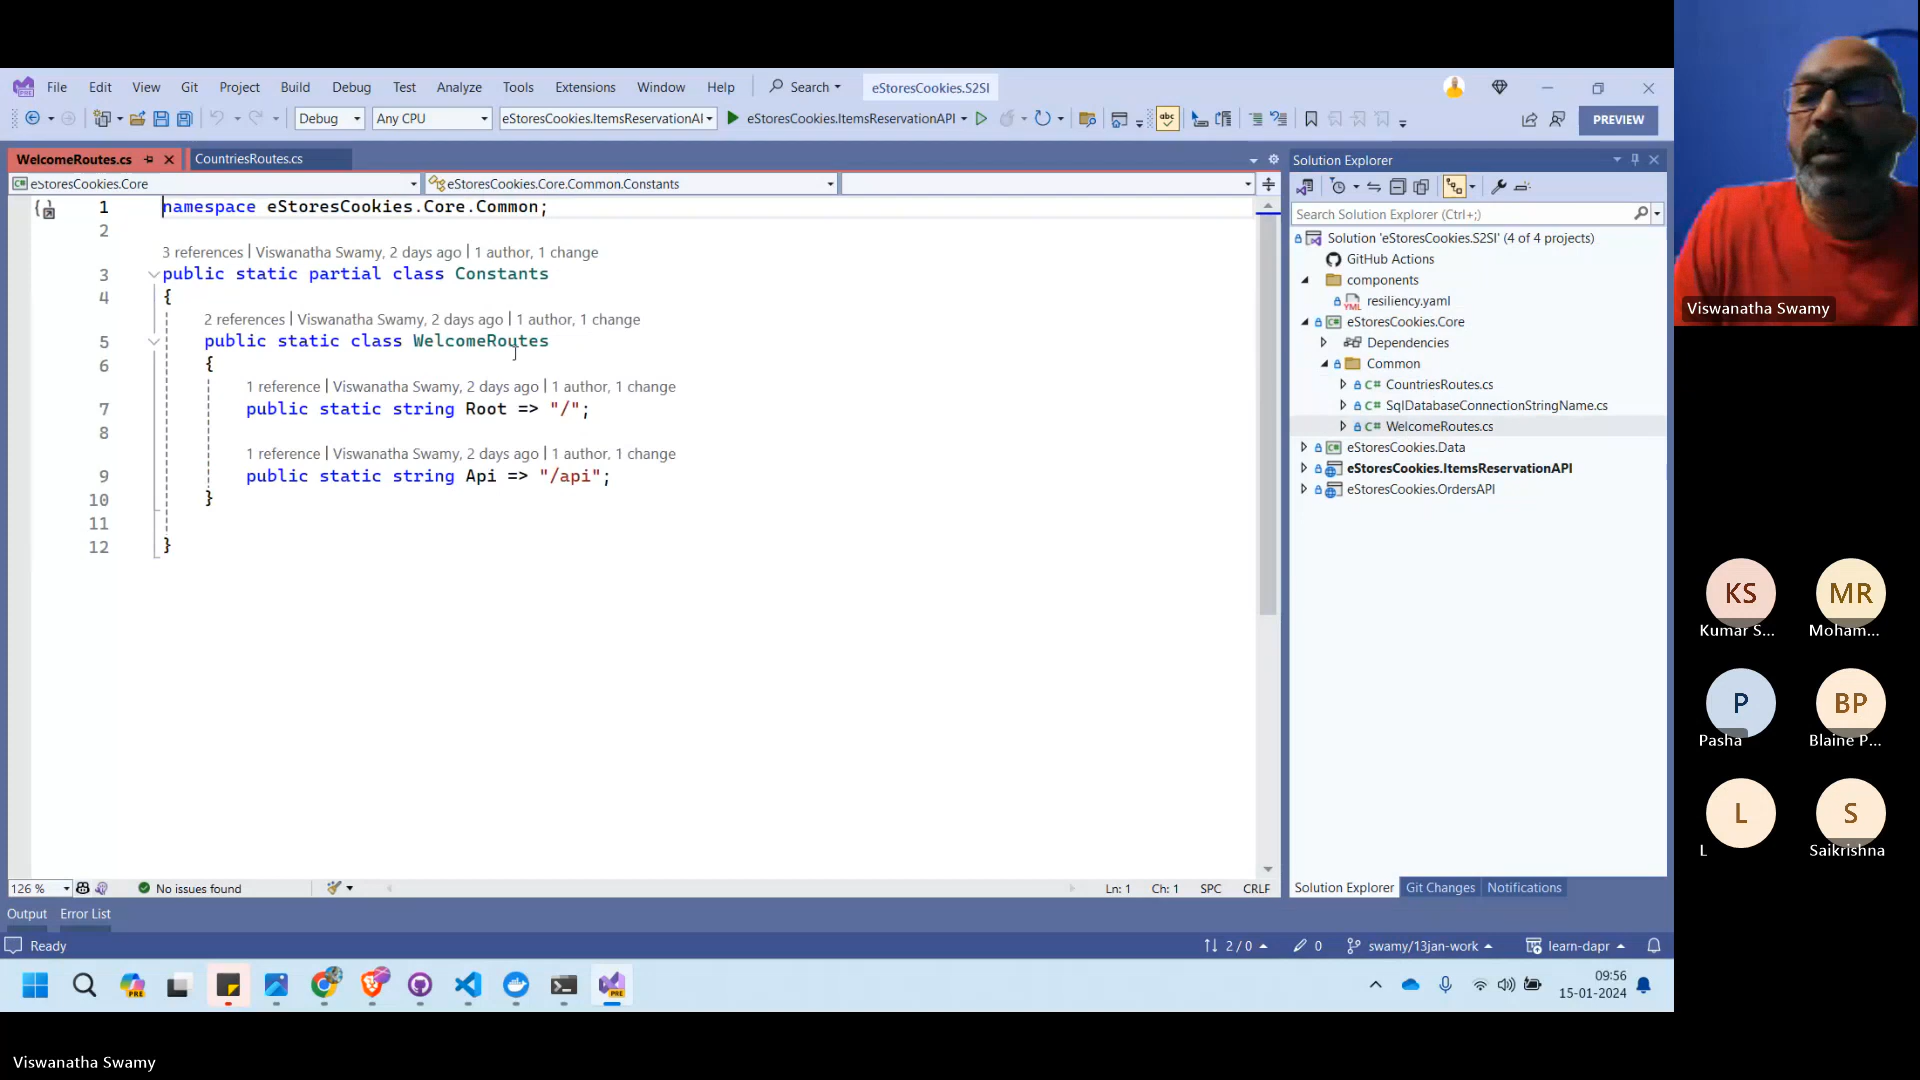 File Edit View Git Project Build Debug Test Analyze Tools Extensions Window Help Search eStoresCookies.S2SI
Debug Any CPU eStoresCookies.ItemsReservationAI eStoresCookies.ItemsReservationAPI PREVIEW
WelcomeRoutes.cs CountriesRoutes.cs
eStoresCookies.Core eStoresCookies.Core.Common.Constants
1 namespace eStoresCookies.Core.Common;
2
3 references | Viswanatha Swamy, 2 days ago | 1 author, 1 change
3 public static partial class Constants
4 {
2 references | Viswanatha Swamy, 2 days ago | 1 author, 1 change
5 public static class WelcomeRoutes
6 {
1 reference | Viswanatha Swamy, 2 days ago | 1 author, 1 change
7 public static string Root => "/";
8
1 reference | Viswanatha Swamy, 2 days ago | 1 author, 1 change
9 public static string Api => "/api";
10 }
11
12 }
126 % No issues found Ln: 1 Ch: 1 SPC CRLF
Solution Explorer
Search Solution Explorer (Ctrl+;)
Solution 'eStoresCookies.S2SI' (4 of 4 projects)
GitHub Actions
components
YML resiliency.yaml
eStoresCookies.Core
Dependencies
Common
C# CountriesRoutes.cs
C# SqlDatabaseConnectionStringName.cs
C# WelcomeRoutes.cs
eStoresCookies.Data
eStoresCookies.ItemsReservationAPI
eStoresCookies.OrdersAPI
Solution Explorer Git Changes Notifications
Output Error List
Ready 2 / 0 0 swamy/13jan-work learn-dapr
PRE PRE
09:56
15-01-2024
Viswanatha Swamy
KS MR
Kumar S... Moham...
P BP
Pasha Blaine P...
L S
L Saikrishna
Viswanatha Swamy